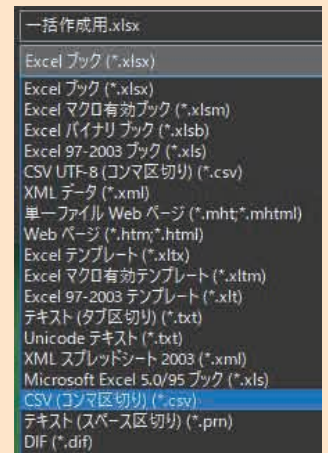 一括作成用.xlsx
Excel ブック (*.xlsx)
Excel ブック (*.xlsx)
Excel マクロ有効ブック (*.xlsm)
Excel バイナリ ブック (*.xlsb)
Excel 97-2003 ブック (*.xls)
CSV UTF-8 (コンマ区切り) (*.csv)
XML データ (*.xml)
単一ファイル Web ページ (*.mht;*.mhtml)
Web ページ (*.htm;*.html)
Excel テンプレート (*.xltx)
Excel マクロ有効テンプレート (*.xltm)
Excel 97-2003 テンプレート (*.xlt)
テキスト (タブ区切り) (*.txt)
Unicode テキスト (*.txt)
XML スプレッドシート 2003 (*.xml)
Microsoft Excel 5.0/95 ブック (*.xls)
CSV (コンマ区切り) (*.csv)
テキスト (スペース区切り) (*.prn)
DIF (*.dif)